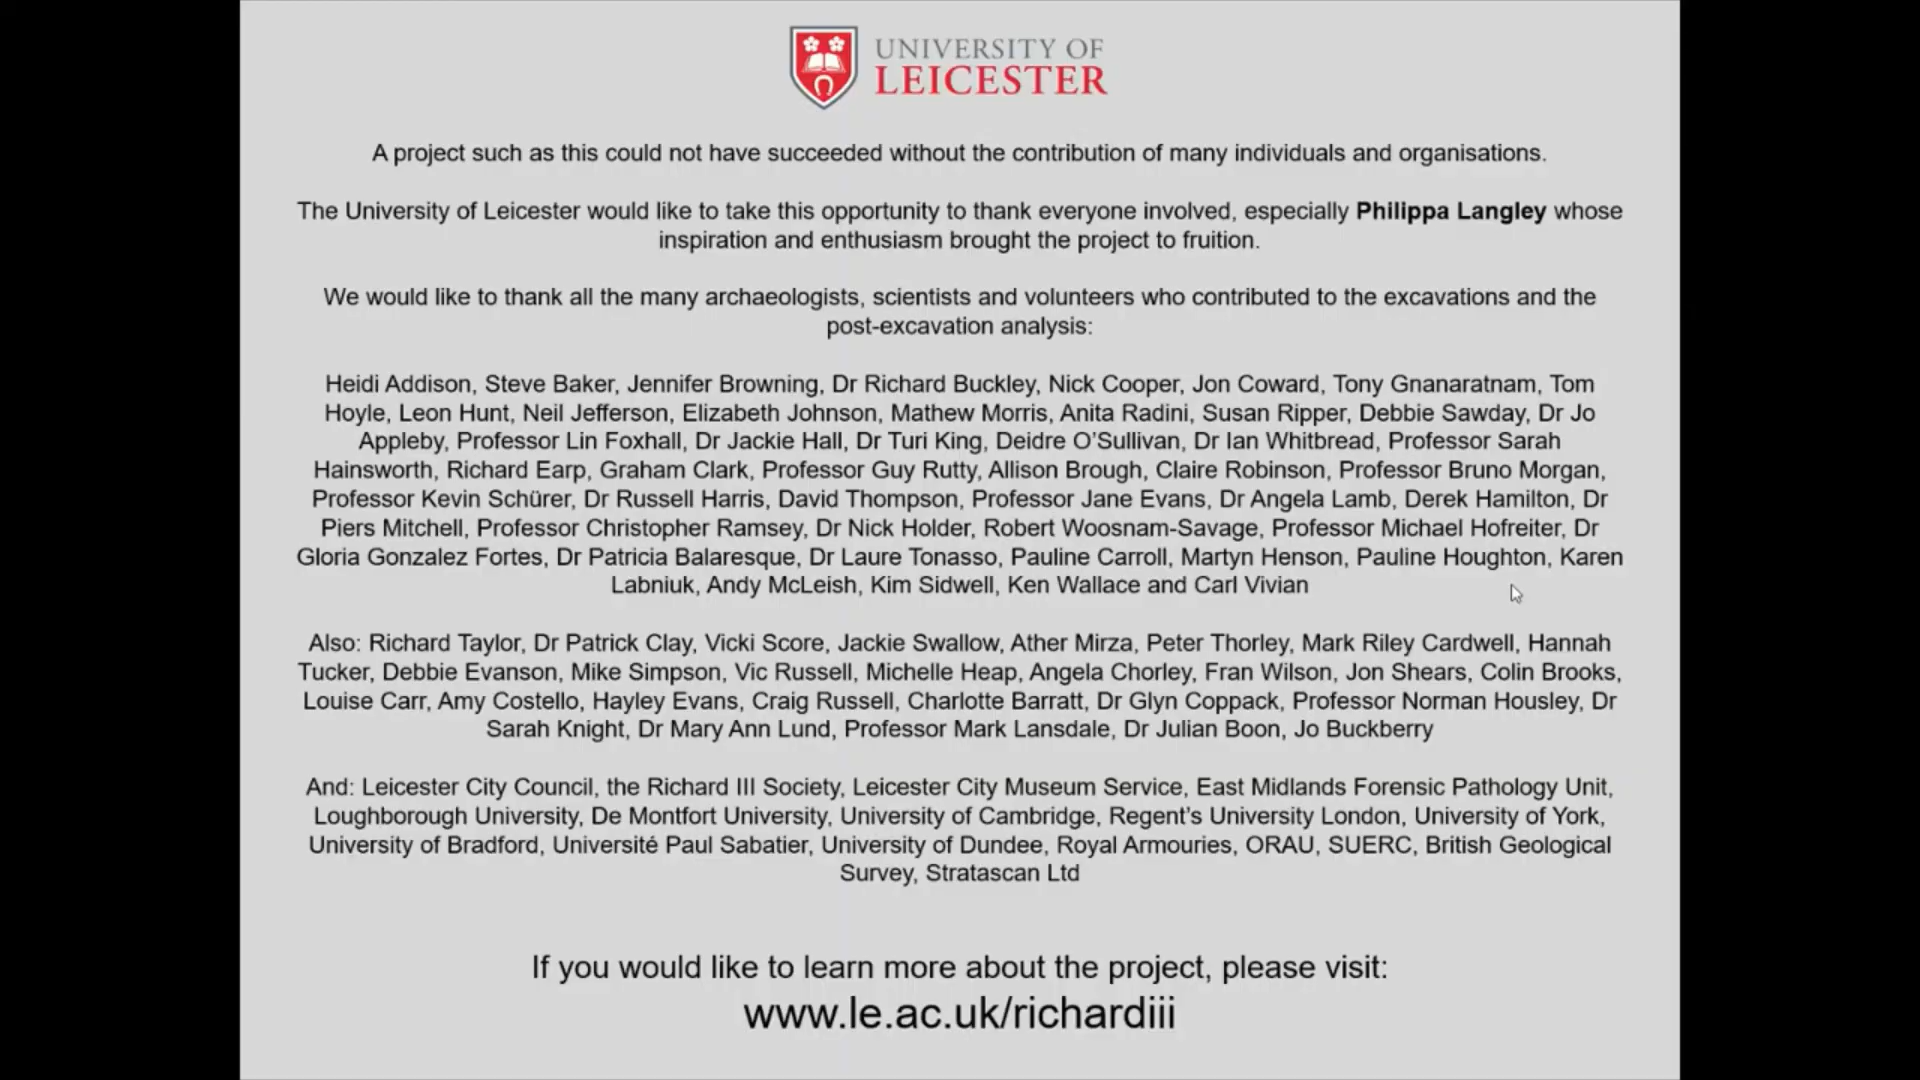 UNIVERSITY OF
LEICESTER
A project such as this could not have succeeded without the contribution of many individuals and organisations.
The University of Leicester would like to take this opportunity to thank everyone involved, especially Philippa Langley whose
inspiration and enthusiasm brought the project to fruition.
We would like to thank all the many archaeologists, scientists and volunteers who contributed to the excavations and the
post-excavation analysis:
Heidi Addison, Steve Baker, Jennifer Browning, Dr Richard Buckley, Nick Cooper, Jon Coward, Tony Gnanaratnam, Tom
Hoyle, Leon Hunt, Neil Jefferson, Elizabeth Johnson, Mathew Morris, Anita Radini, Susan Ripper, Debbie Sawday, Dr Jo
Appleby, Professor Lin Foxhall, Dr Jackie Hall, Dr Turi King, Deidre O’Sullivan, Dr Ian Whitbread, Professor Sarah
Hainsworth, Richard Earp, Graham Clark, Professor Guy Rutty, Allison Brough, Claire Robinson, Professor Bruno Morgan,
Professor Kevin Schürer, Dr Russell Harris, David Thompson, Professor Jane Evans, Dr Angela Lamb, Derek Hamilton, Dr
Piers Mitchell, Professor Christopher Ramsey, Dr Nick Holder, Robert Woosnam-Savage, Professor Michael Hofreiter, Dr
Gloria Gonzalez Fortes, Dr Patricia Balaresque, Dr Laure Tonasso, Pauline Carroll, Martyn Henson, Pauline Houghton, Karen
Labniuk, Andy McLeish, Kim Sidwell, Ken Wallace and Carl Vivian
Also: Richard Taylor, Dr Patrick Clay, Vicki Score, Jackie Swallow, Ather Mirza, Peter Thorley, Mark Riley Cardwell, Hannah
Tucker, Debbie Evanson, Mike Simpson, Vic Russell, Michelle Heap, Angela Chorley, Fran Wilson, Jon Shears, Colin Brooks,
Louise Carr, Amy Costello, Hayley Evans, Craig Russell, Charlotte Barratt, Dr Glyn Coppack, Professor Norman Housley, Dr
Sarah Knight, Dr Mary Ann Lund, Professor Mark Lansdale, Dr Julian Boon, Jo Buckberry
And: Leicester City Council, the Richard III Society, Leicester City Museum Service, East Midlands Forensic Pathology Unit,
Loughborough University, De Montfort University, University of Cambridge, Regent’s University London, University of York,
University of Bradford, Université Paul Sabatier, University of Dundee, Royal Armouries, ORAU, SUERC, British Geological
Survey, Stratascan Ltd
If you would like to learn more about the project, please visit:
www.le.ac.uk/richardiii